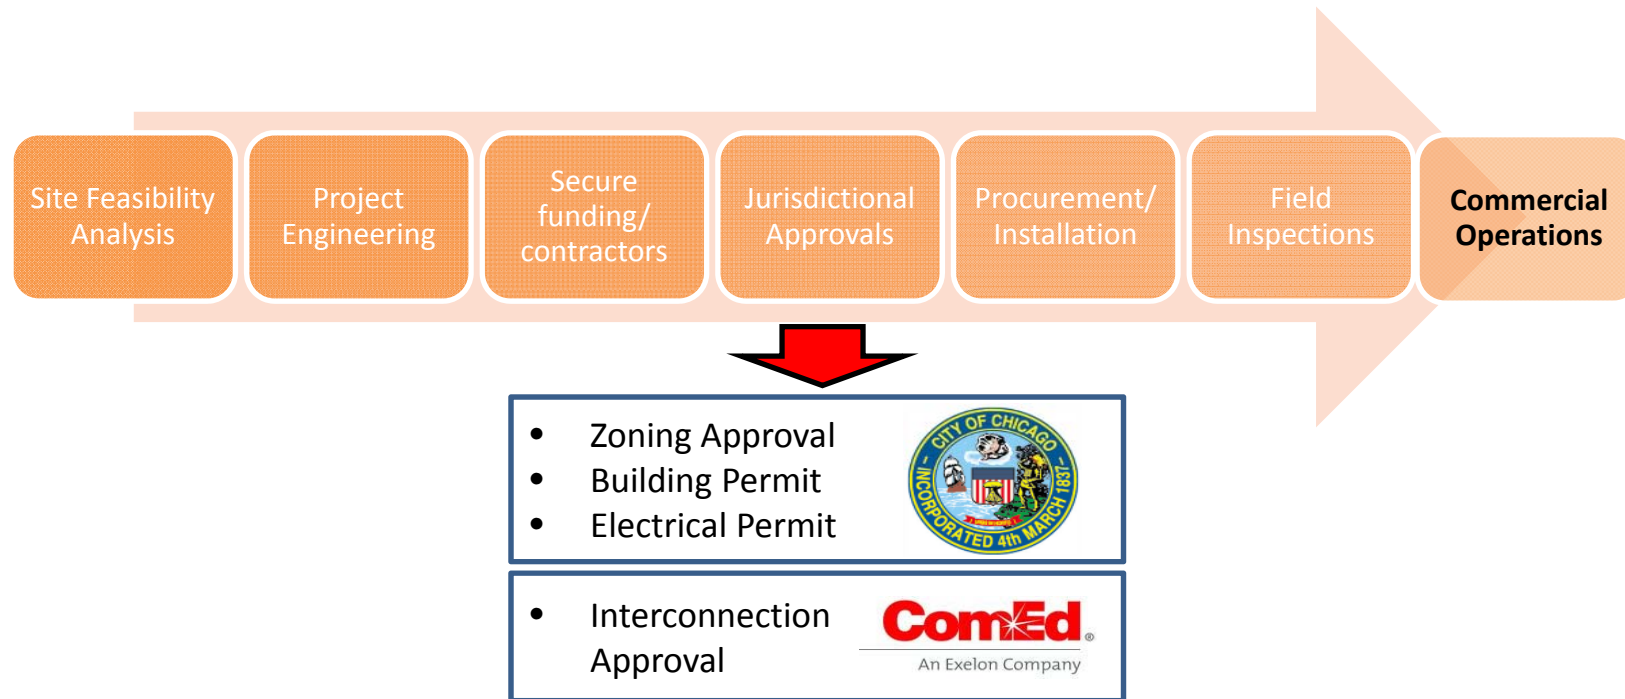 Site Feasibility
Analysis
Project
Engineering
Secure
funding/
contractors
Jurisdictional
Approvals
Procurement/
Installation
Field
Inspections
Commercial
Operations
• Zoning Approval
• Building Permit
• Electrical Permit
CITY OF CHICAGO
INCORPORATED 4th MARCH 1837
• Interconnection
Approval
ComEd®
An Exelon Company